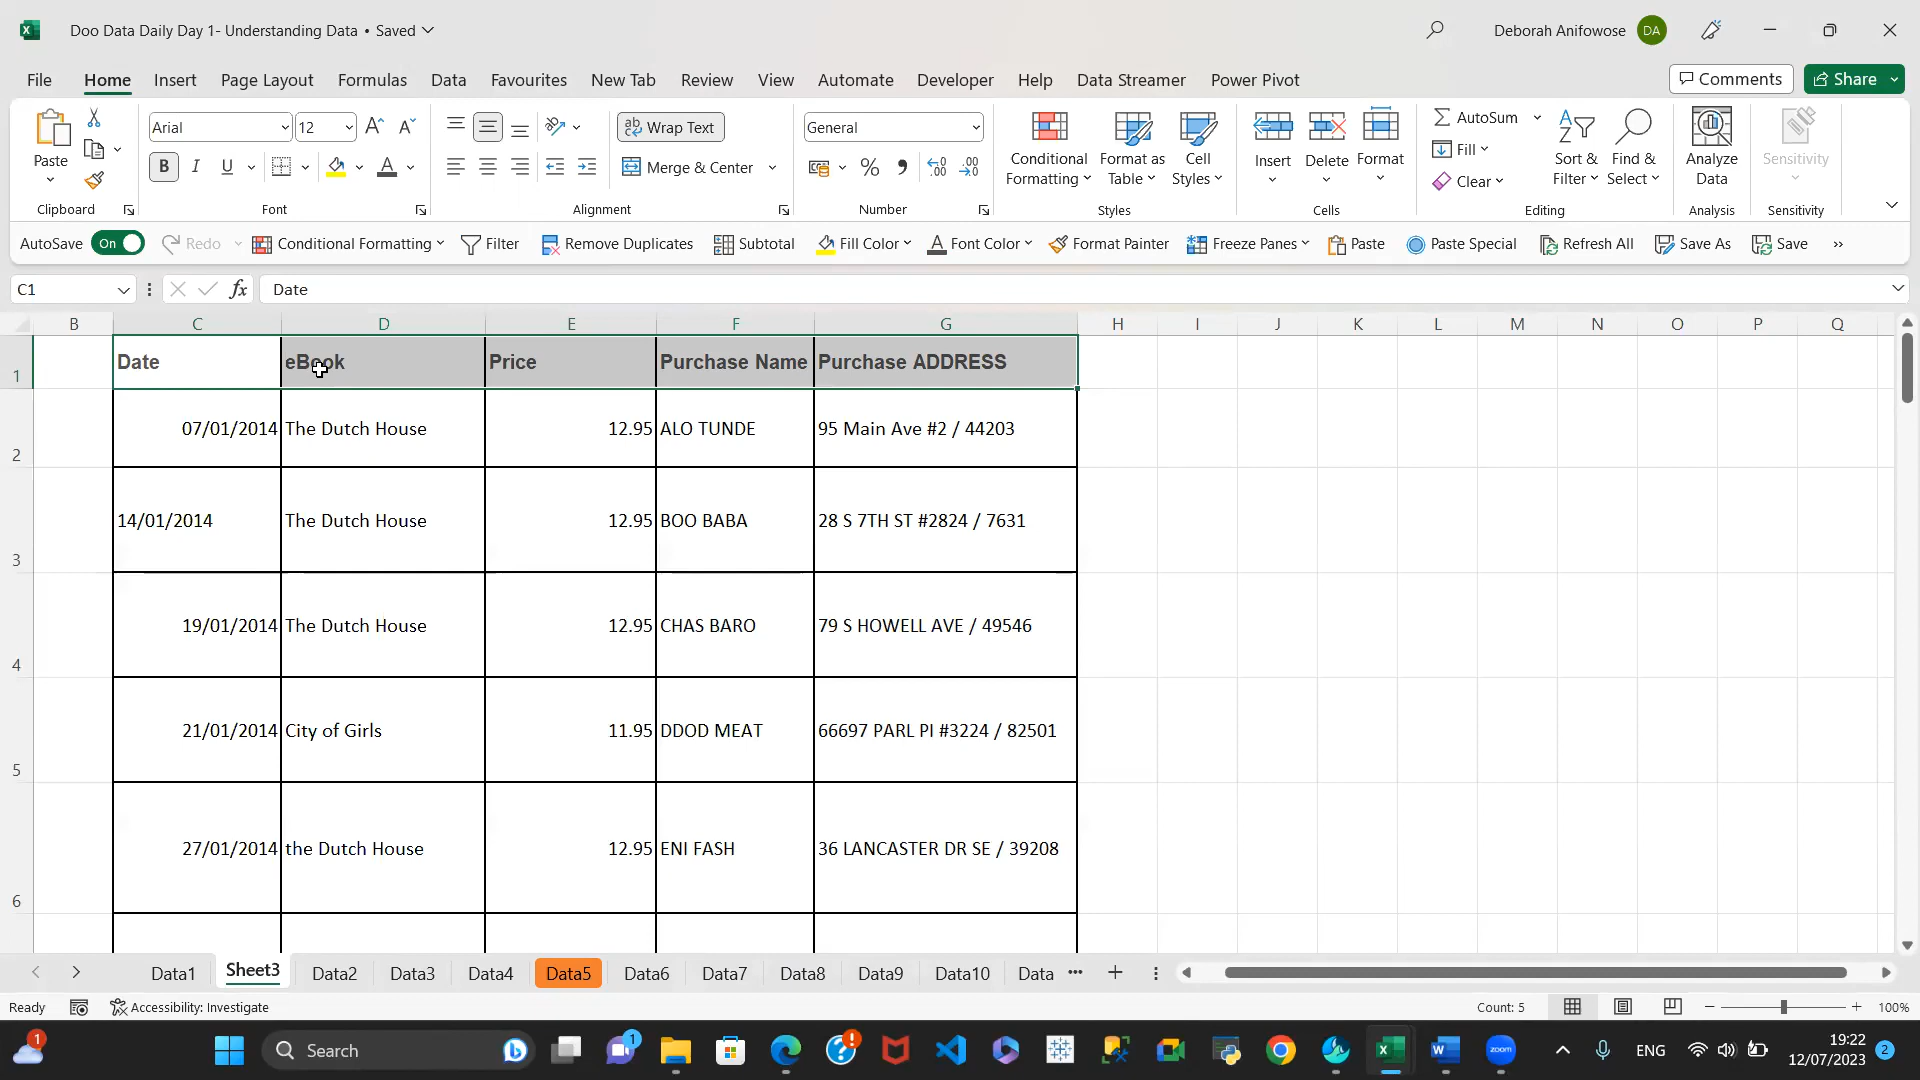 Doo Data Daily Day 1- Understanding Data • Saved
Deborah Anifowose DA
File Home Insert Page Layout Formulas Data Favourites New Tab Review View Automate Developer Help Data Streamer Power Pivot Comments Share
Arial 12 Wrap Text General AutoSum
Paste Merge & Center Conditional Formatting Format as Table Cell Styles Insert Delete Format Fill Sort & Filter Find & Select Analyze Data Sensitivity
B I U Clear
Clipboard Font Alignment Number Styles Cells Editing Analysis Sensitivity
AutoSave On Redo Conditional Formatting Filter Remove Duplicates Subtotal Fill Color Font Color Format Painter Freeze Panes Paste Paste Special Refresh All Save As Save
C1 fx Date
B C D E F G H I J K L M N O P Q
1 Date eBook Price Purchase Name Purchase ADDRESS
2 07/01/2014 The Dutch House 12.95 ALO TUNDE 95 Main Ave #2 / 44203
3 14/01/2014 The Dutch House 12.95 BOO BABA 28 S 7TH ST #2824 / 7631
4 19/01/2014 The Dutch House 12.95 CHAS BARO 79 S HOWELL AVE / 49546
5 21/01/2014 City of Girls 11.95 DDOD MEAT 66697 PARL PI #3224 / 82501
6 27/01/2014 the Dutch House 12.95 ENI FASH 36 LANCASTER DR SE / 39208
Data1 Sheet3 Data2 Data3 Data4 Data5 Data6 Data7 Data8 Data9 Data10 Data ...
Ready Accessibility: Investigate Count: 5 100%
1 Search 1 zoom ENG 19:22
12/07/2023 2